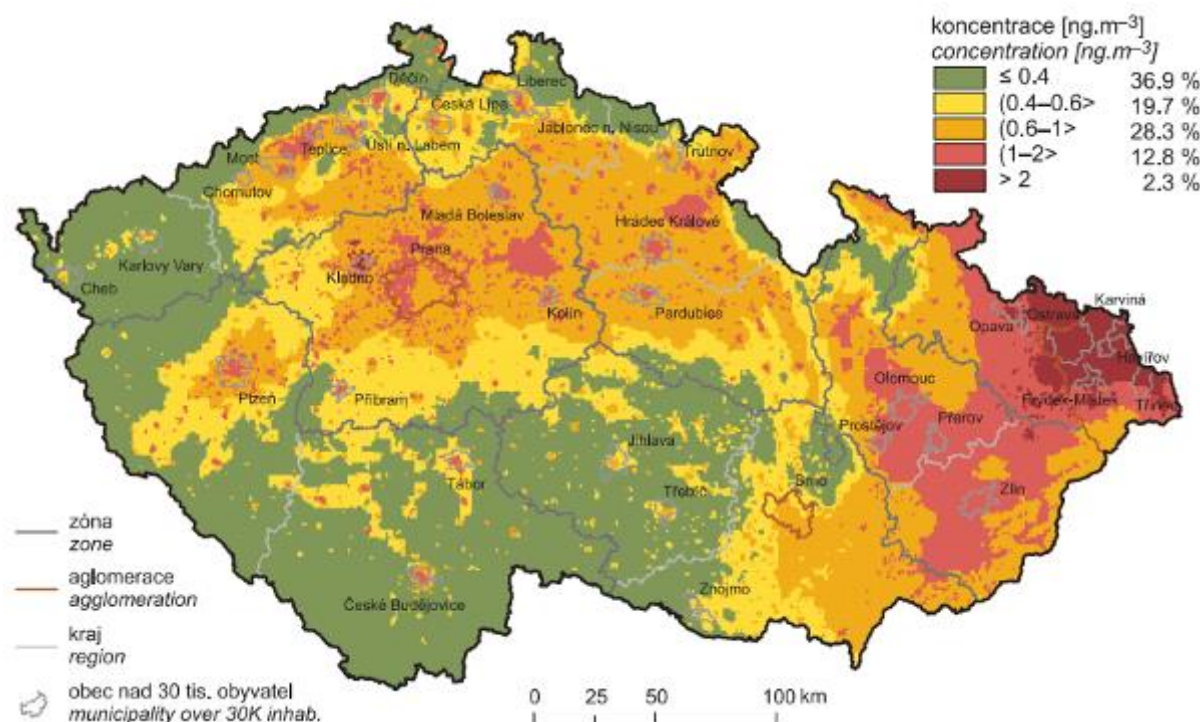 koncentrace [ng.m⁻³]
concentration [ng.m⁻³]
≤ 0.4 36.9 %
(0.4–0.6> 19.7 %
(0.6–1> 28.3 %
(1–2> 12.8 %
> 2 2.3 %
Děčín
Liberec
Česká Lípa
Jablonec n. Nisou
Ústí n. Labem
Teplice
Most
Trutnov
Chomutov
Mladá Boleslav
Hradec Králové
Praha
Karlovy Vary
Kladno
Cheb
Kolín
Pardubice
Karviná
Opava
Ostrava
Havířov
Olomouc
Plzeň
Příbram
Frýdek-Místek
Třinec
Přerov
Prostějov
Jihlava
Tábor
Třebíč
Brno
Zlín
Znojmo
České Budějovice
zóna
zone
aglomerace
agglomeration
kraj
region
obec nad 30 tis. obyvatel
municipality over 30K inhab.
0 25 50 100 km